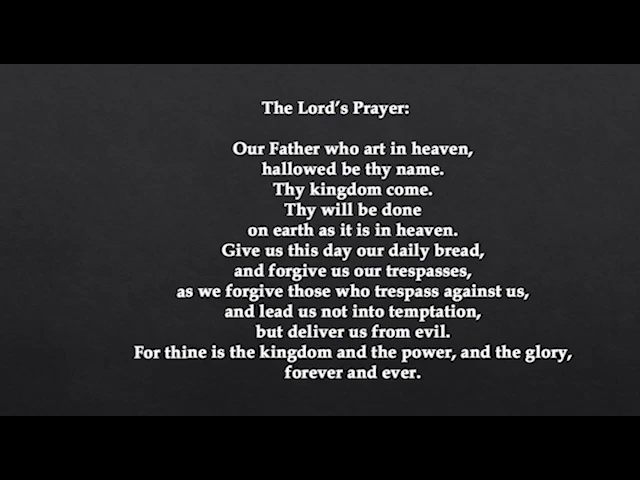 The Lord's Prayer:
Our Father who art in heaven,
hallowed be thy name.
Thy kingdom come.
Thy will be done
on earth as it is in heaven.
Give us this day our daily bread,
and forgive us our trespasses,
as we forgive those who trespass against us,
and lead us not into temptation,
but deliver us from evil.
For thine is the kingdom and the power, and the glory,
forever and ever.